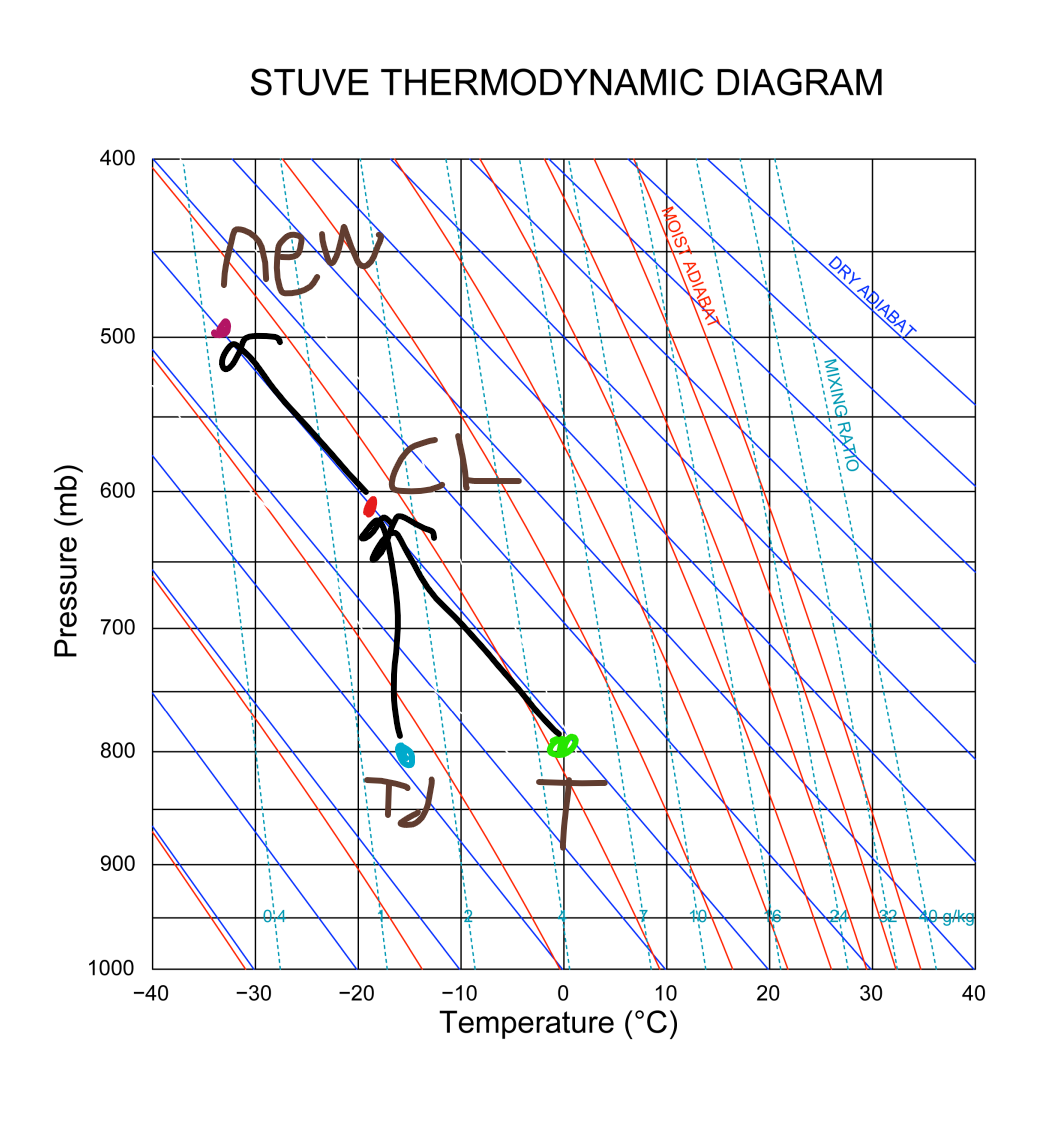 STUVE THERMODYNAMIC DIAGRAM
400
new
MOIST ADIABAT
DRY ADIABAT
500
MIXING RATIO
CL
600
Pressure (mb)
700
800
Td
T
900
0.4 1 2 4 7 10 16 24 32 40 g/kg
1000
−40 −30 −20 −10 0 10 20 30 40
Temperature (°C)